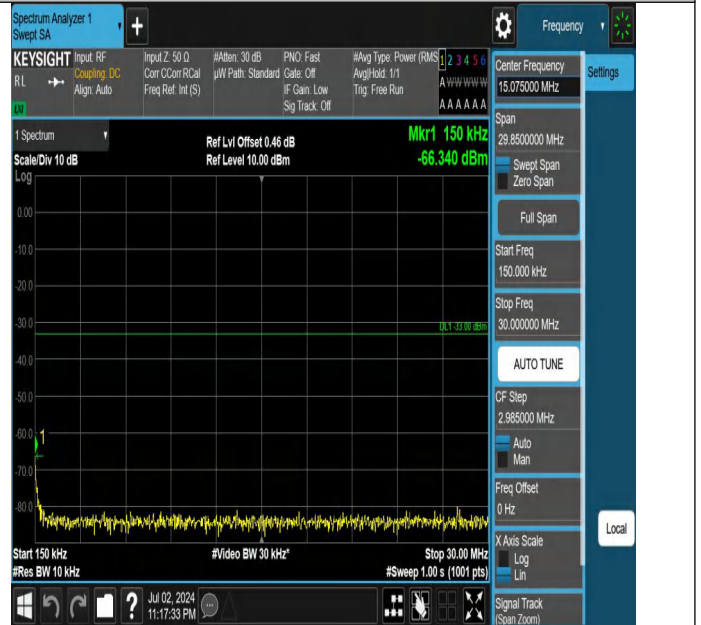 Spectrum Analyzer 1
Swept SA
+
Frequency
KEYSIGHT
RL
LXI
Input: RF
Coupling: DC
Align: Auto
Input Z: 50 Ω
Corr CCorr RCal
Freq Ref: Int (S)
#Atten: 30 dB
µW Path: Standard
PNO: Fast
Gate: Off
IF Gain: Low
Sig Track: Off
#Avg Type: Power (RMS
Avg|Hold: 1/1
Trig: Free Run
1 2 3 4 5 6
A W W W W W
A A A A A A
1 Spectrum
Scale/Div 10 dB
Log
Ref Lvl Offset 0.46 dB
Ref Level 10.00 dBm
Mkr1 150 kHz
-66.340 dBm
0.00
-10.0
-20.0
-30.0
DL1 -33.00 dBm
-40.0
-50.0
-60.0
1
-70.0
-80.0
Start 150 kHz
#Res BW 10 kHz
#Video BW 30 kHz*
Stop 30.00 MHz
#Sweep 1.00 s (1001 pts)
Center Frequency
15.075000 MHz
Settings
Span
29.8500000 MHz
Swept Span
Zero Span
Full Span
Start Freq
150.000 kHz
Stop Freq
30.000000 MHz
AUTO TUNE
CF Step
2.985000 MHz
Auto
Man
Freq Offset
0 Hz
X Axis Scale
Log
Lin
Local
Signal Track
(Span Zoom)
?
Jul 02, 2024
11:17:33 PM